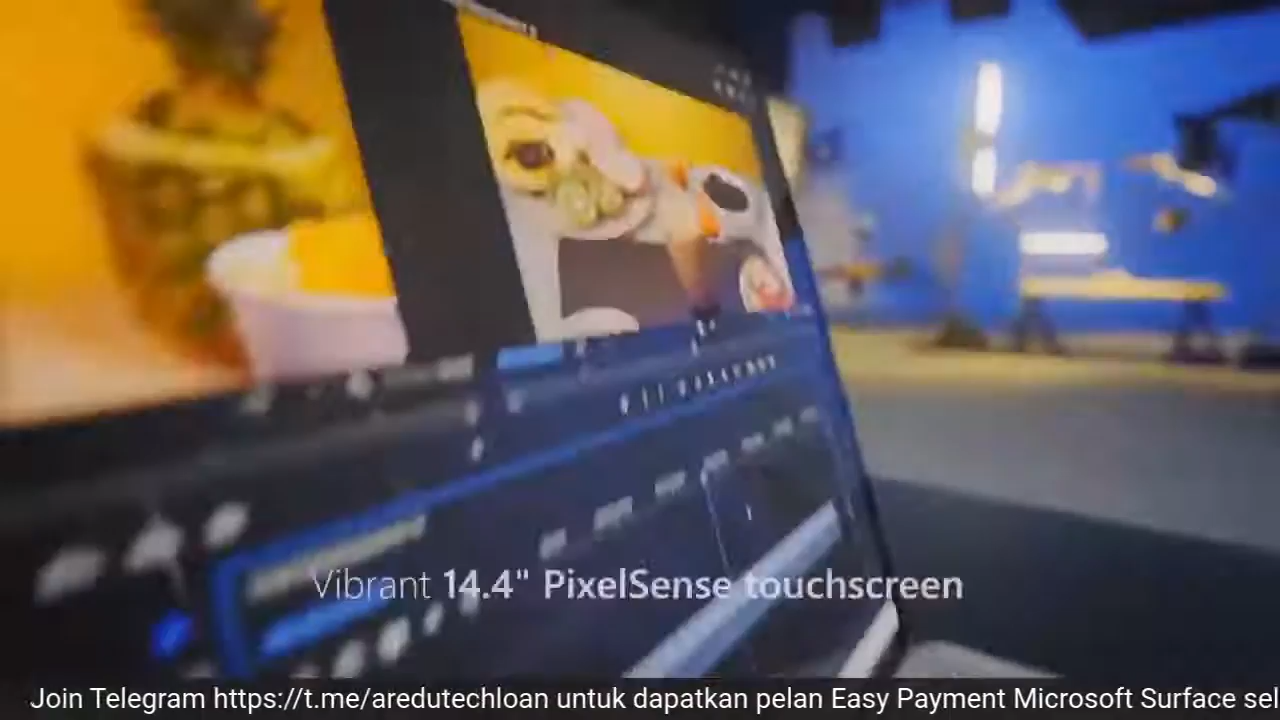 Vibrant 14.4" PixelSense touchscreen
Join Telegram https://t.me/aredutechloan untuk dapatkan pelan Easy Payment Microsoft Surface sel